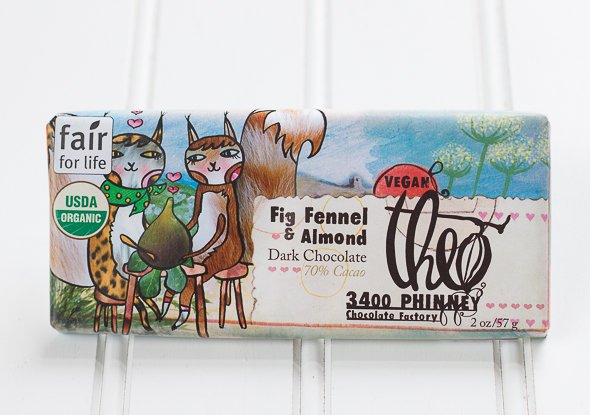 fair
for life
USDA
ORGANIC
VEGAN
theo
Fig Fennel
& Almond
Dark Chocolate
70% Cacao
3400 PHINNEY
Chocolate Factory
2 oz/57 g